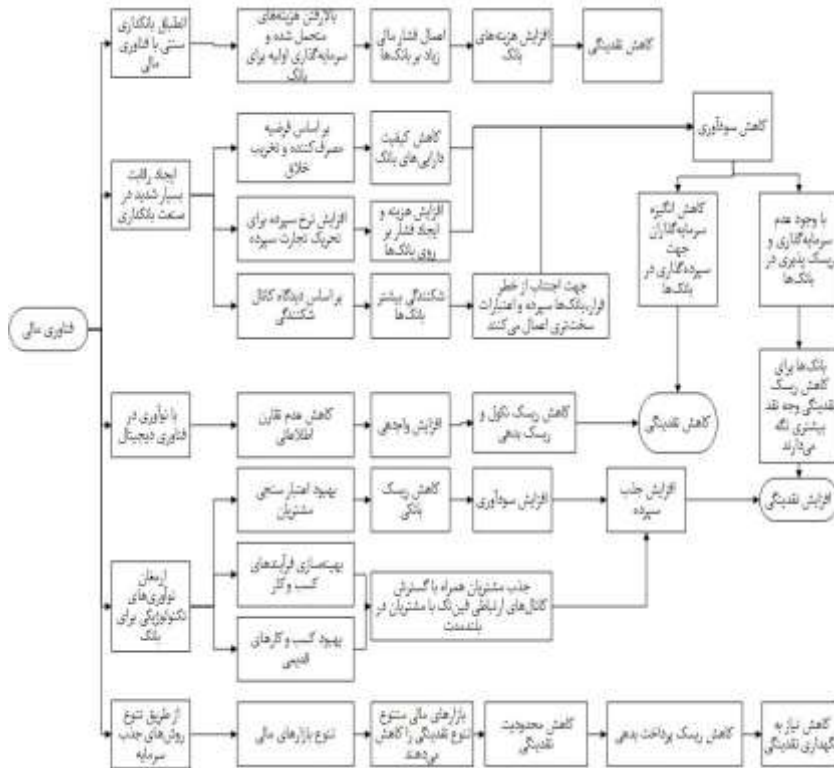 انطباق بانکداری
سنتی با فناوری
مالی
بالارفتن هزینه‌های
متحمل شده و
سرمایه‌گذاری اولیه برای
بانک
اعمال فشار مالی
زیاد بر بانک‌ها
افزایش هزینه‌های
بانک
کاهش نقدینگی
ایجاد رقابت
بسیار شدید در
صنعت بانکداری
بر اساس فرضیه
مصرف‌کننده و تخریب
خلاق
کاهش کیفیت
دارایی‌های بانک
کاهش سودآوری
افزایش نرخ سپرده برای
تحریک تجارت سپرده
افزایش هزینه و
ایجاد فشار بر
روی بانک‌ها
کاهش انگیزه
سرمایه‌گذاران
جهت
سپرده‌گذاری در
بانک‌ها
با وجود عدم
سرمایه‌گذاری و
ریسک پذیری در
بانک‌ها
بر اساس دیدگاه کانال
شکنندگی
شکنندگی بیشتر
بانک‌ها
جهت اجتناب از خطر
فرار،بانک‌ها سپرده و اعتبارات
سخت‌تری اعمال می‌کنند
فناوری مالی
بانک‌ها برای
کاهش ریسک
نقدینگی وجه نقد
بیشتری نگه
می‌دارند
با نوآوری در
فناوری دیجیتال
کاهش عدم تقارن
اطلاعاتی
افزایش وام‌دهی
کاهش ریسک نکول و
ریسک بدهی
کاهش نقدینگی
ارمغان
نوآوری‌های
تکنولوژیکی برای
بانک
بهبود اعتبار سنجی
مشتریان
کاهش ریسک
بانکی
افزایش سودآوری
افزایش جذب
سپرده
افزایش نقدینگی
بهینه‌سازی فرآیندهای
کسب و کار
بهبود کسب و کارهای
قدیمی
جذب مشتریان همراه با گسترش
کانال‌های ارتباطی فین‌تک با مشتریان در
بلندمدت
از طریق تنوع
روش‌های جذب
سرمایه
تنوع بازارهای مالی
بازارهای مالی متنوع
تنوع نقدینگی را کاهش
می‌دهند
کاهش محدودیت
نقدینگی
کاهش ریسک پرداخت بدهی
کاهش نیاز به
نگهداری نقدینگی